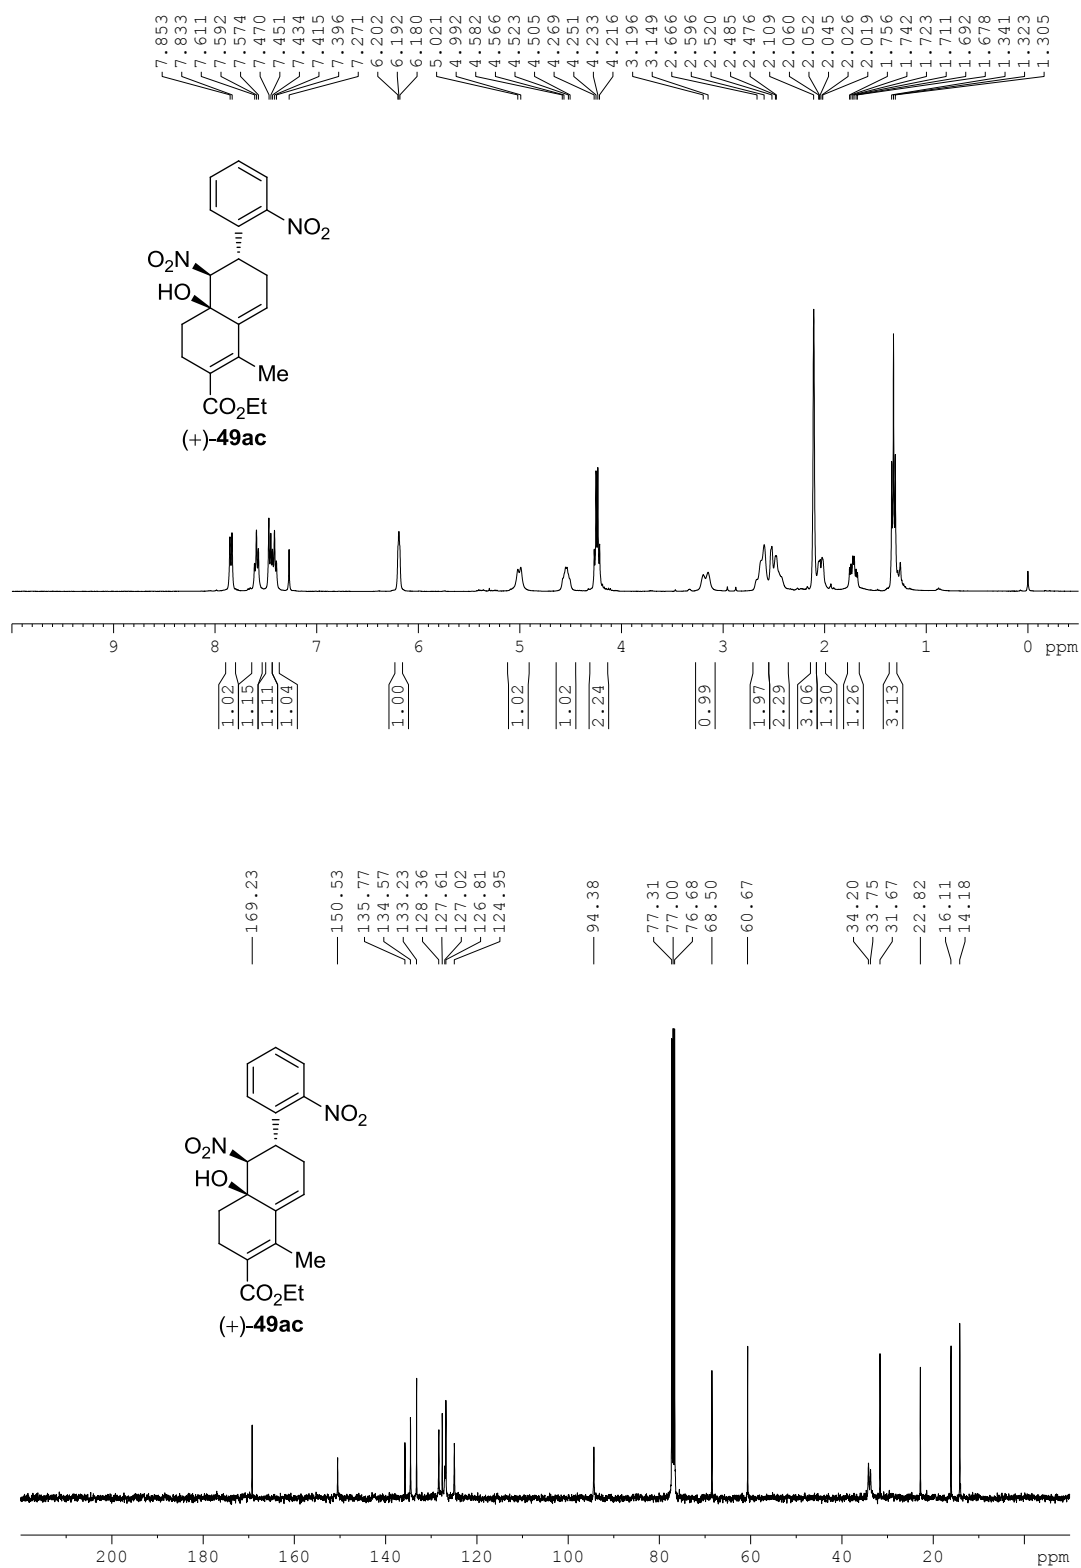 7.853 7.833 7.611 7.592 7.574 7.470 7.451 7.434 7.415 7.396 7.271 6.202 6.192 6.180 5.021 4.992 4.582 4.566 4.523 4.505 4.269 4.251 4.233 4.216 3.196 3.149 2.666 2.596 2.520 2.485 2.476 2.109 2.060 2.052 2.045 2.026 2.019 1.756 1.742 1.723 1.711 1.692 1.678 1.341 1.323 1.305
NO2
O2N
HO
Me
CO2Et
(+)-49ac
9 8 7 6 5 4 3 2 1 0 ppm
1.02 1.15 1.11 1.04 1.00 1.02 1.02 2.24 0.99 1.97 2.29 3.06 1.30 1.26 3.13
169.23 150.53 135.77 134.57 133.23 128.36 127.61 127.02 126.81 124.95 94.38 77.31 77.00 76.68 68.50 60.67 34.20 33.75 31.67 22.82 16.11 14.18
NO2
O2N
HO
Me
CO2Et
(+)-49ac
200 180 160 140 120 100 80 60 40 20 ppm